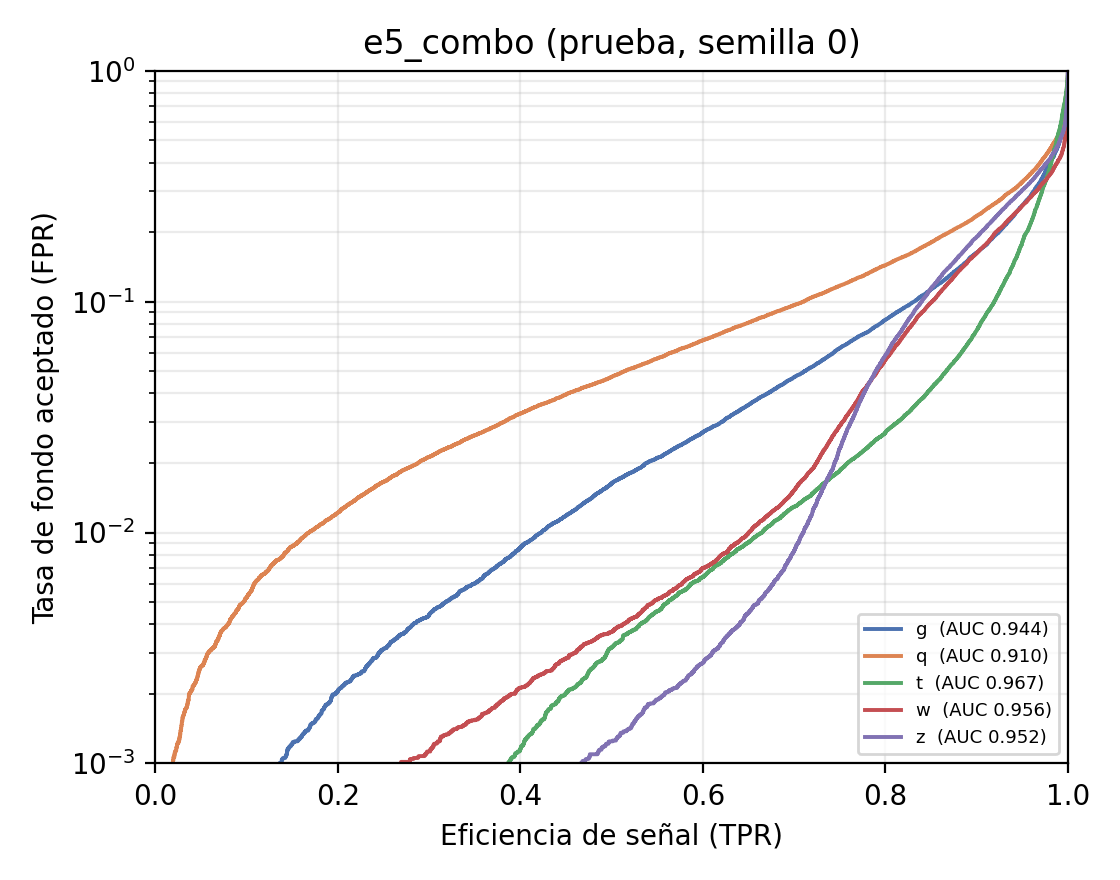 e5_combo (prueba, semilla 0)
Tasa de fondo aceptado (FPR)
10⁰
10⁻¹
10⁻²
10⁻³
g (AUC 0.944)
q (AUC 0.910)
t (AUC 0.967)
w (AUC 0.956)
z (AUC 0.952)
0.0 0.2 0.4 0.6 0.8 1.0
Eficiencia de señal (TPR)